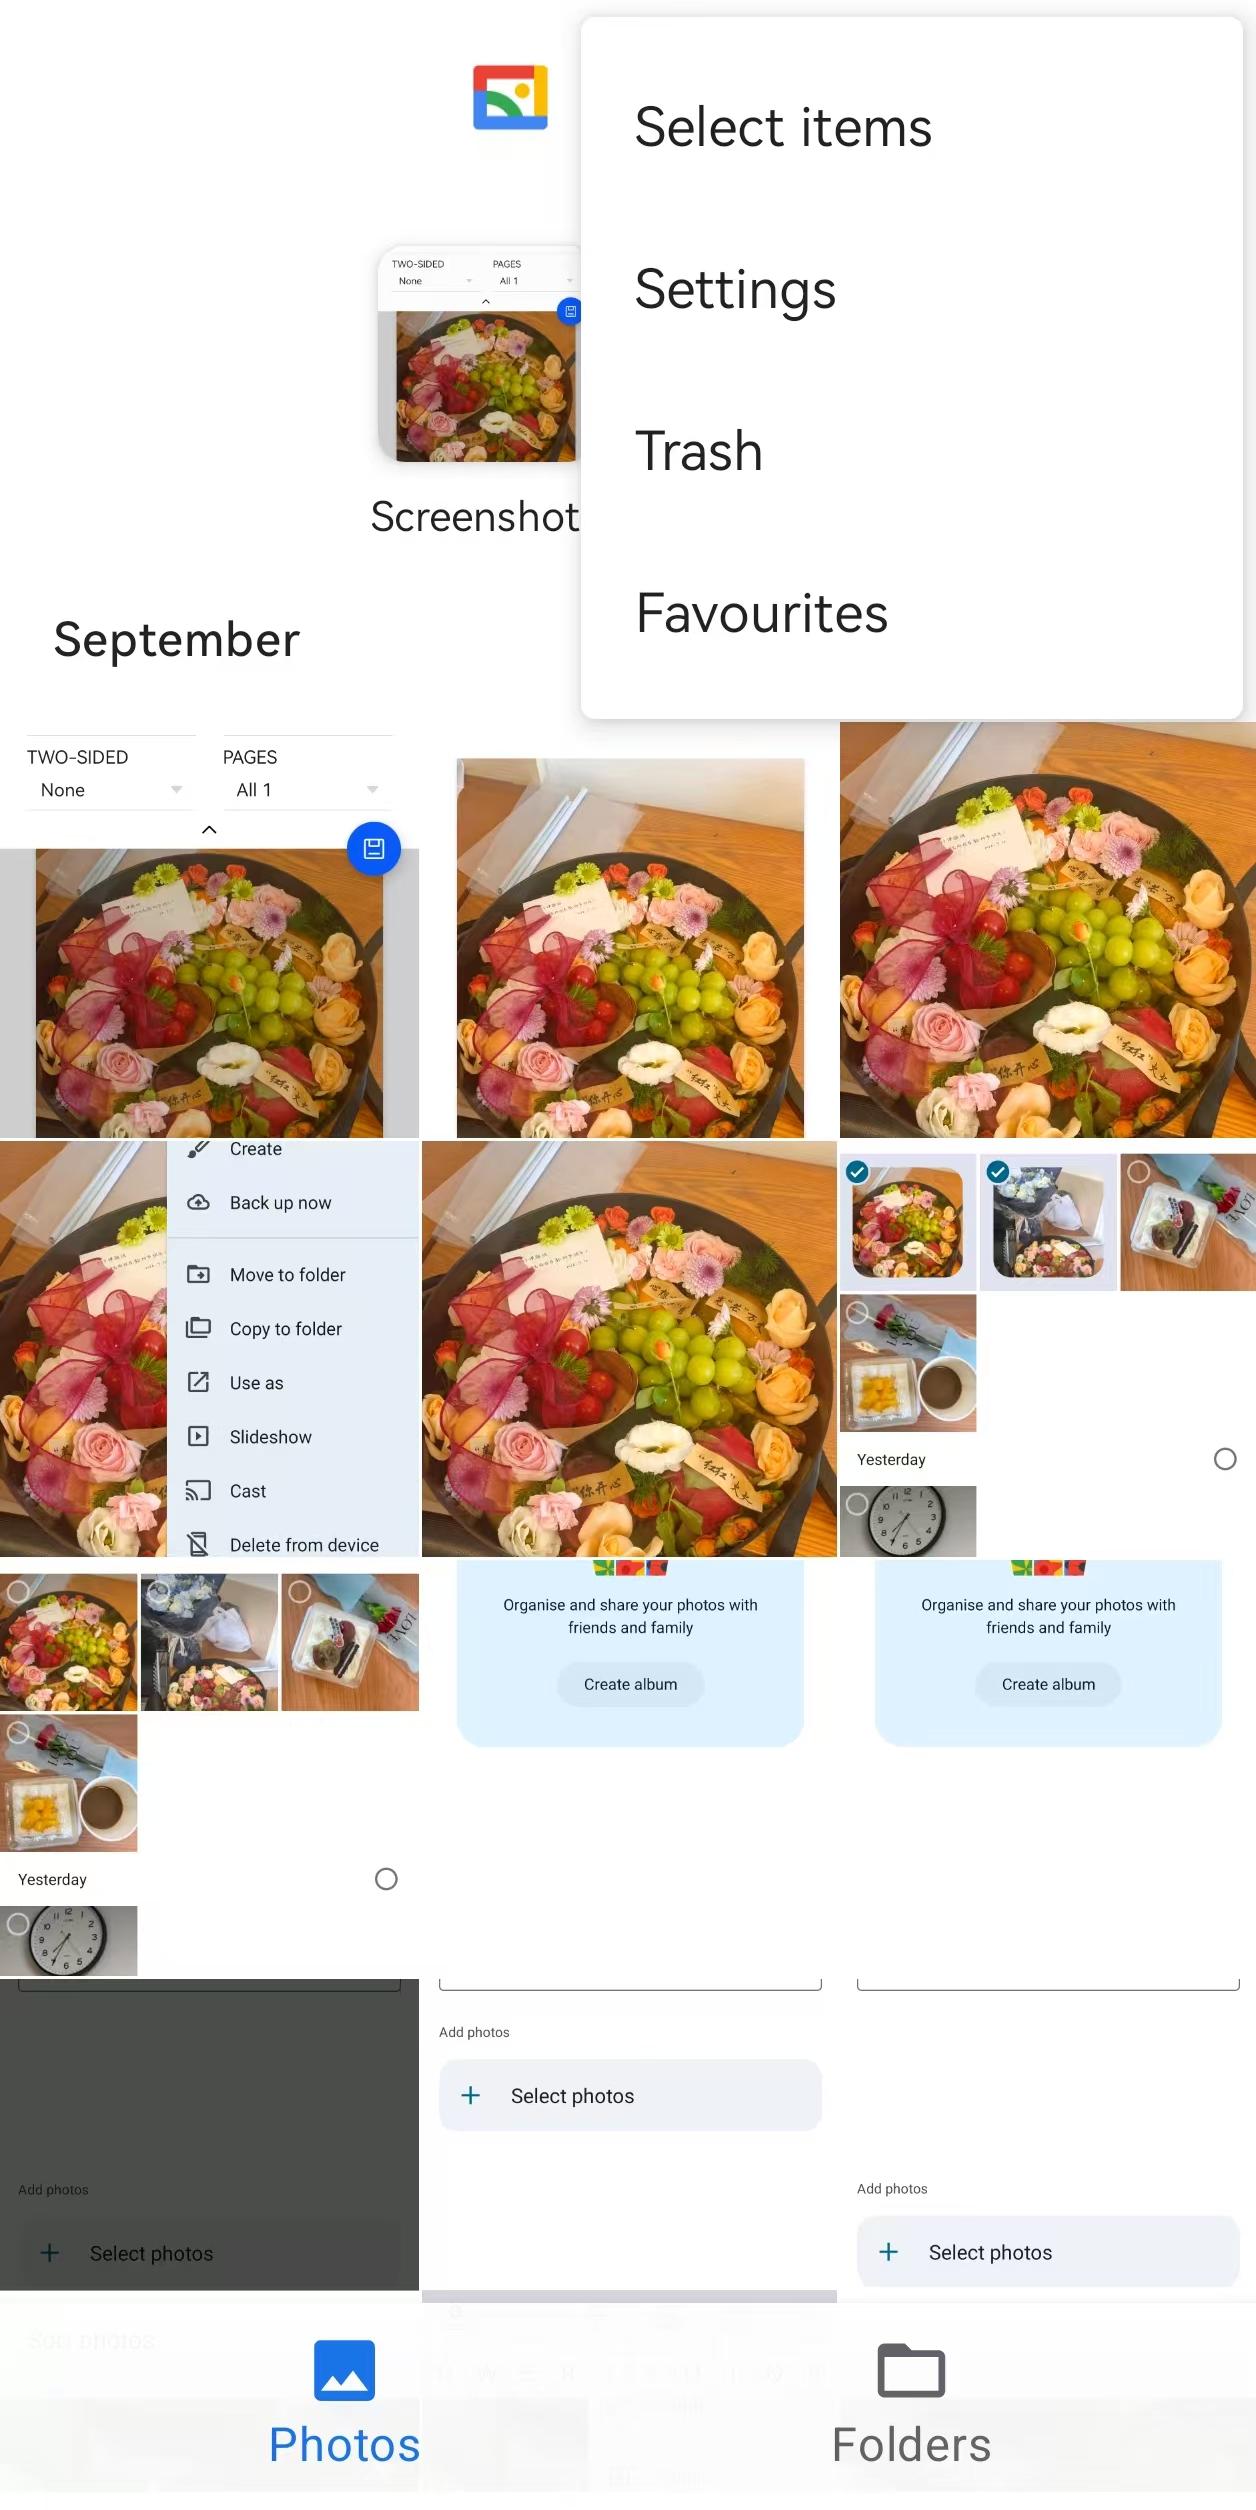 Select items
Settings
Trash
Favourites
TWO-SIDED
PAGES
None
All 1
Screenshot
September
TWO-SIDED
PAGES
None
All 1
Create
Back up now
Move to folder
Copy to folder
Use as
Slideshow
Cast
Delete from device
Yesterday
Organise and share your photos with
friends and family
Create album
Organise and share your photos with
friends and family
Create album
Yesterday
Add photos
Select photos
Add photos
Select photos
Add photos
Select photos
Photos
Folders